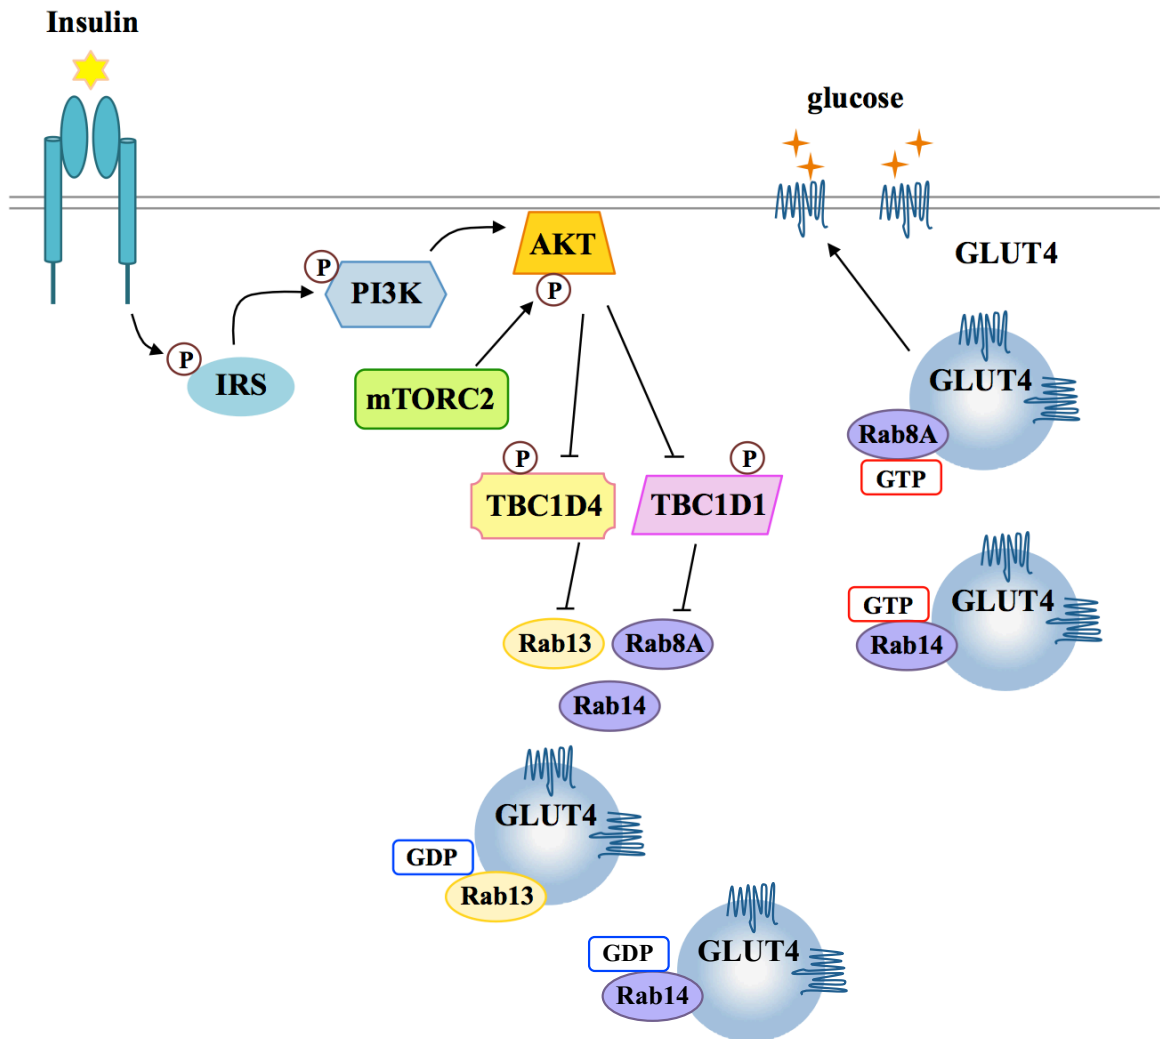 Insulin
glucose
AKT
P
GLUT4
P
PI3K
P
IRS
mTORC2
GLUT4
Rab8A
GTP
P
TBC1D4
P
TBC1D1
GTP
GLUT4
Rab14
Rab13
Rab8A
Rab14
GLUT4
GDP
Rab13
GLUT4
GDP
Rab14